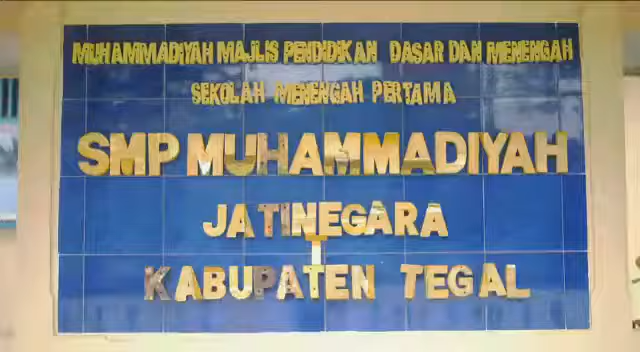 MUHAMMADIYAH MAJLIS PENDIDIKAN DASAR DAN MENENGAH
SEKOLAH MENENGAH PERTAMA
SMP MUHAMMADIYAH
JATINEGARA
KABUPATEN TEGAL